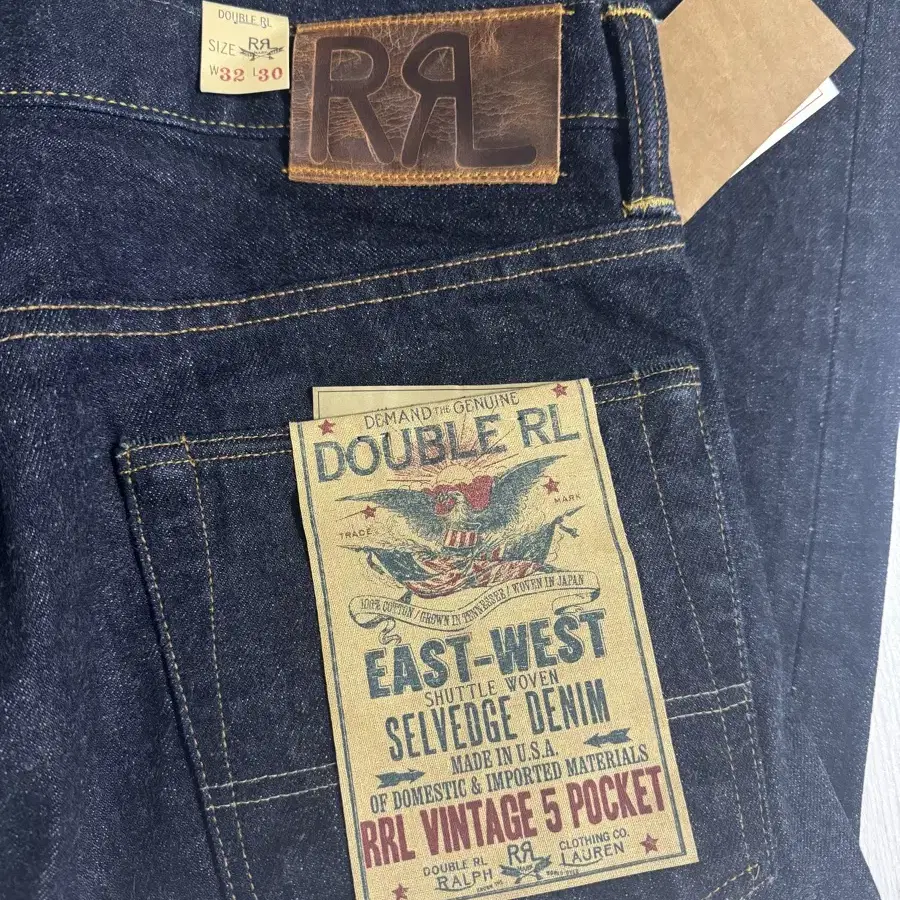 DOUBLE RL
SIZE RR
W32 L30
RRL
DEMAND THE GENUINE
DOUBLE RL
TRADE MARK
100% COTTON / GROWN IN TENNESSEE / WOVEN IN JAPAN
EAST-WEST
SHUTTLE WOVEN
SELVEDGE DENIM
MADE IN U.S.A.
OF DOMESTIC & IMPORTED MATERIALS
RRL VINTAGE 5 POCKET
DOUBLE RL RR CLOTHING CO.
RALPH LAUREN